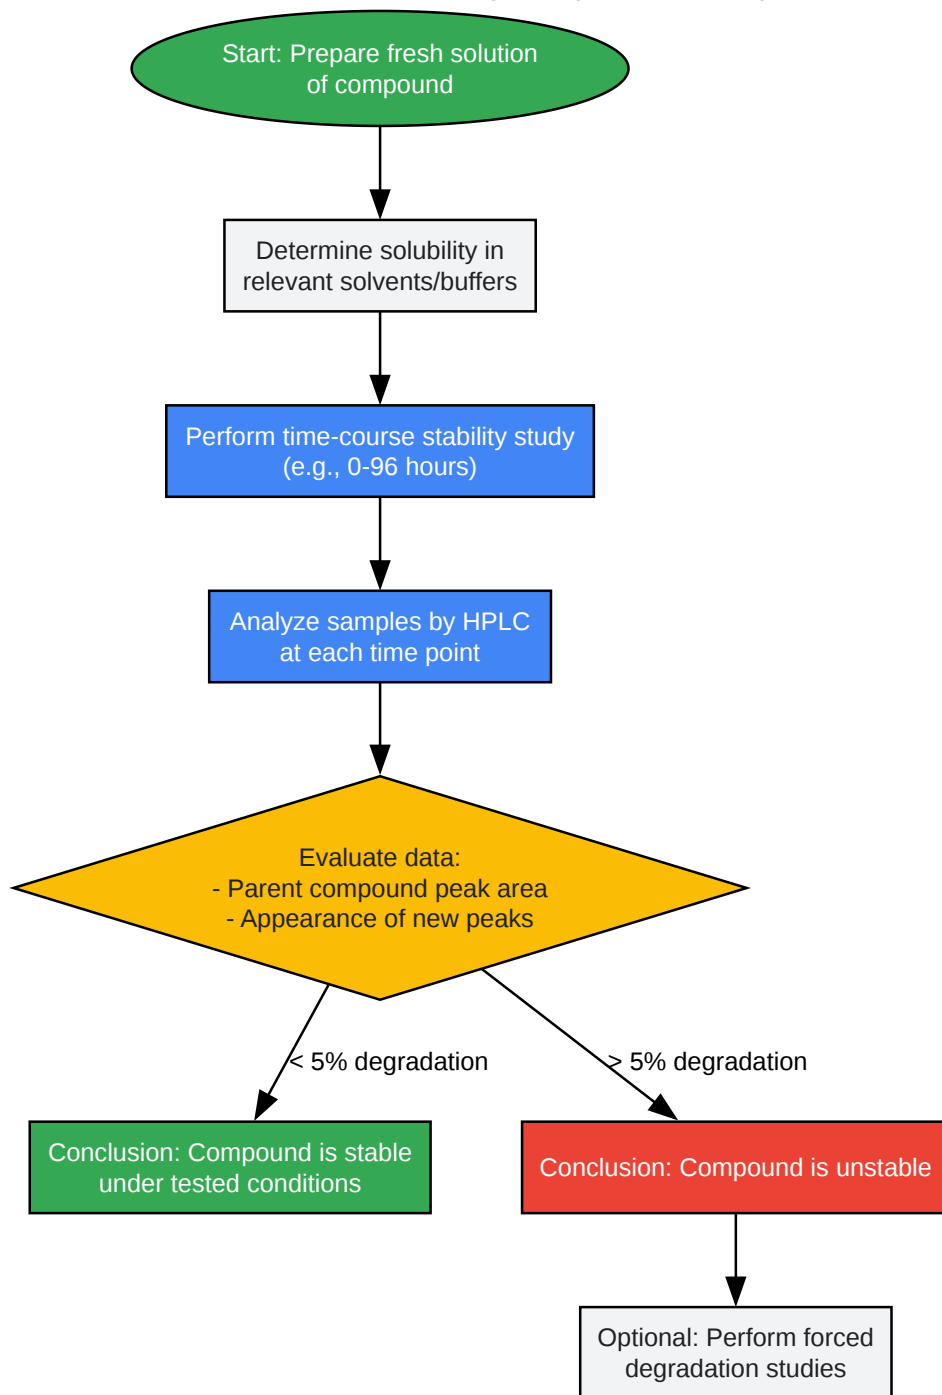 Start: Prepare fresh solution
of compound
Determine solubility in
relevant solvents/buffers
Perform time-course stability study
(e.g., 0-96 hours)
Analyze samples by HPLC
at each time point
Evaluate data:
- Parent compound peak area
- Appearance of new peaks
< 5% degradation
> 5% degradation
Conclusion: Compound is stable
under tested conditions
Conclusion: Compound is unstable
Optional: Perform forced
degradation studies